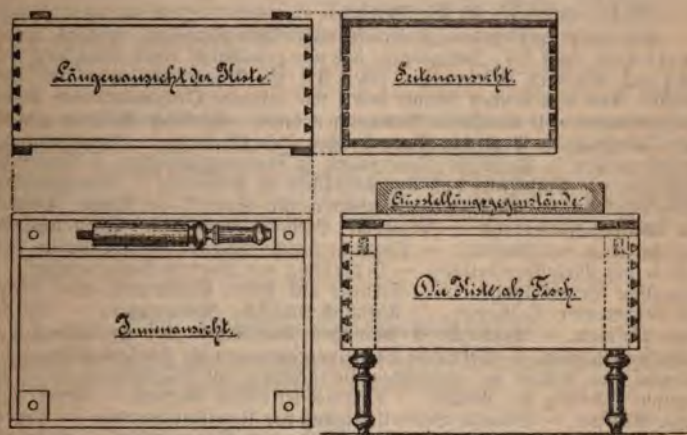 Längenansicht der Kiste.
Seitenansicht.
Ausstellungsgegenstände.
Innenansicht.
Die Kiste als Tisch.